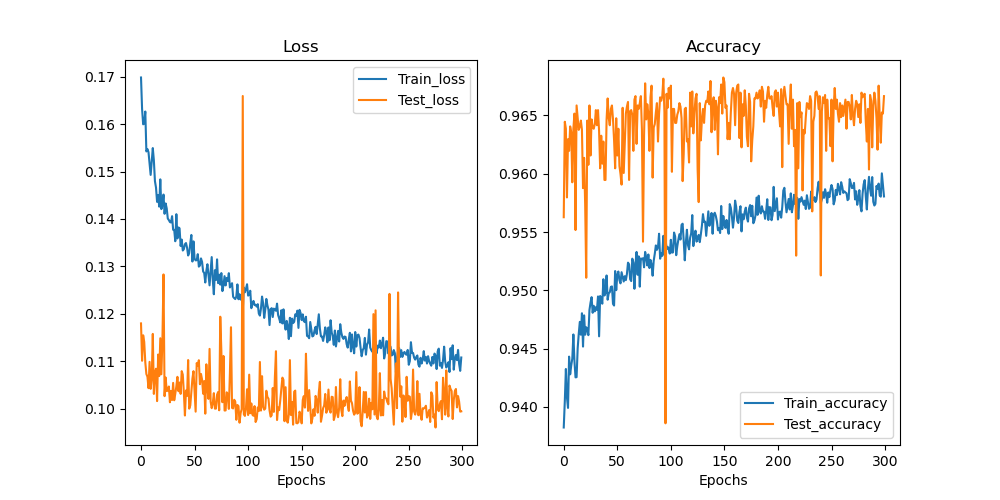 Loss
0.17
0.16
0.15
0.14
0.13
0.12
0.11
0.10
0 50 100 150 200 250 300
Epochs
Train_loss
Test_loss
Accuracy
0.965
0.960
0.955
0.950
0.945
0.940
0 50 100 150 200 250 300
Epochs
Train_accuracy
Test_accuracy